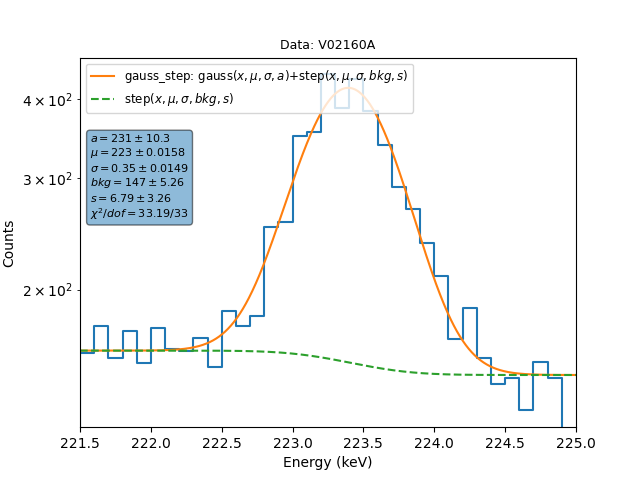 Data: V02160A
gauss_step: gauss(x, μ, σ, a)+step(x, μ, σ, bkg, s)
step(x, μ, σ, bkg, s)
a = 231 ± 10.3
μ = 223 ± 0.0158
σ = 0.35 ± 0.0149
bkg = 147 ± 5.26
s = 6.79 ± 3.26
χ²/dof = 33.19/33
4 × 10²
3 × 10²
2 × 10²
Counts
221.5 222.0 222.5 223.0 223.5 224.0 224.5 225.0
Energy (keV)